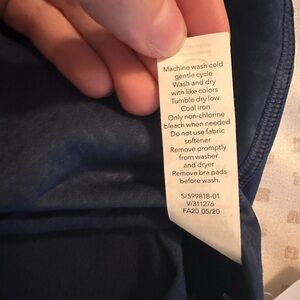 Machine wash cold
gentle cycle
Wash and dry
with like colors
Tumble dry low
Cool iron
Only non-chlorine
bleach when needed
Do not use fabric
softener
Remove promptly
from washer
and dryer
Remove bra pads
before wash.
S/599818-01
V/311276
FA20 05/20